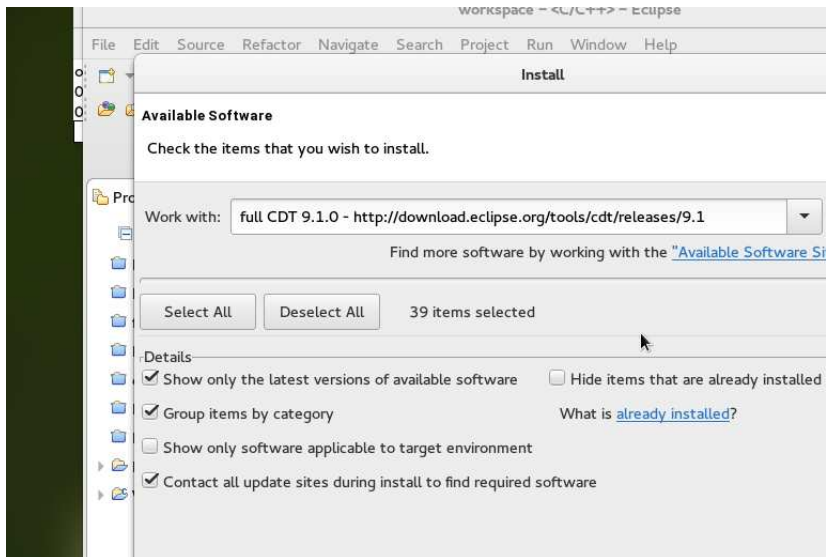 workspace – <C/C++> – Eclipse
File Edit Source Refactor Navigate Search Project Run Window Help
Install
Available Software
Check the items that you wish to install.
Pro
Work with: full CDT 9.1.0 - http://download.eclipse.org/tools/cdt/releases/9.1
Find more software by working with the "Available Software Si
Select All Deselect All 39 items selected
Details
Show only the latest versions of available software Hide items that are already installed
Group items by category What is already installed?
Show only software applicable to target environment
Contact all update sites during install to find required software